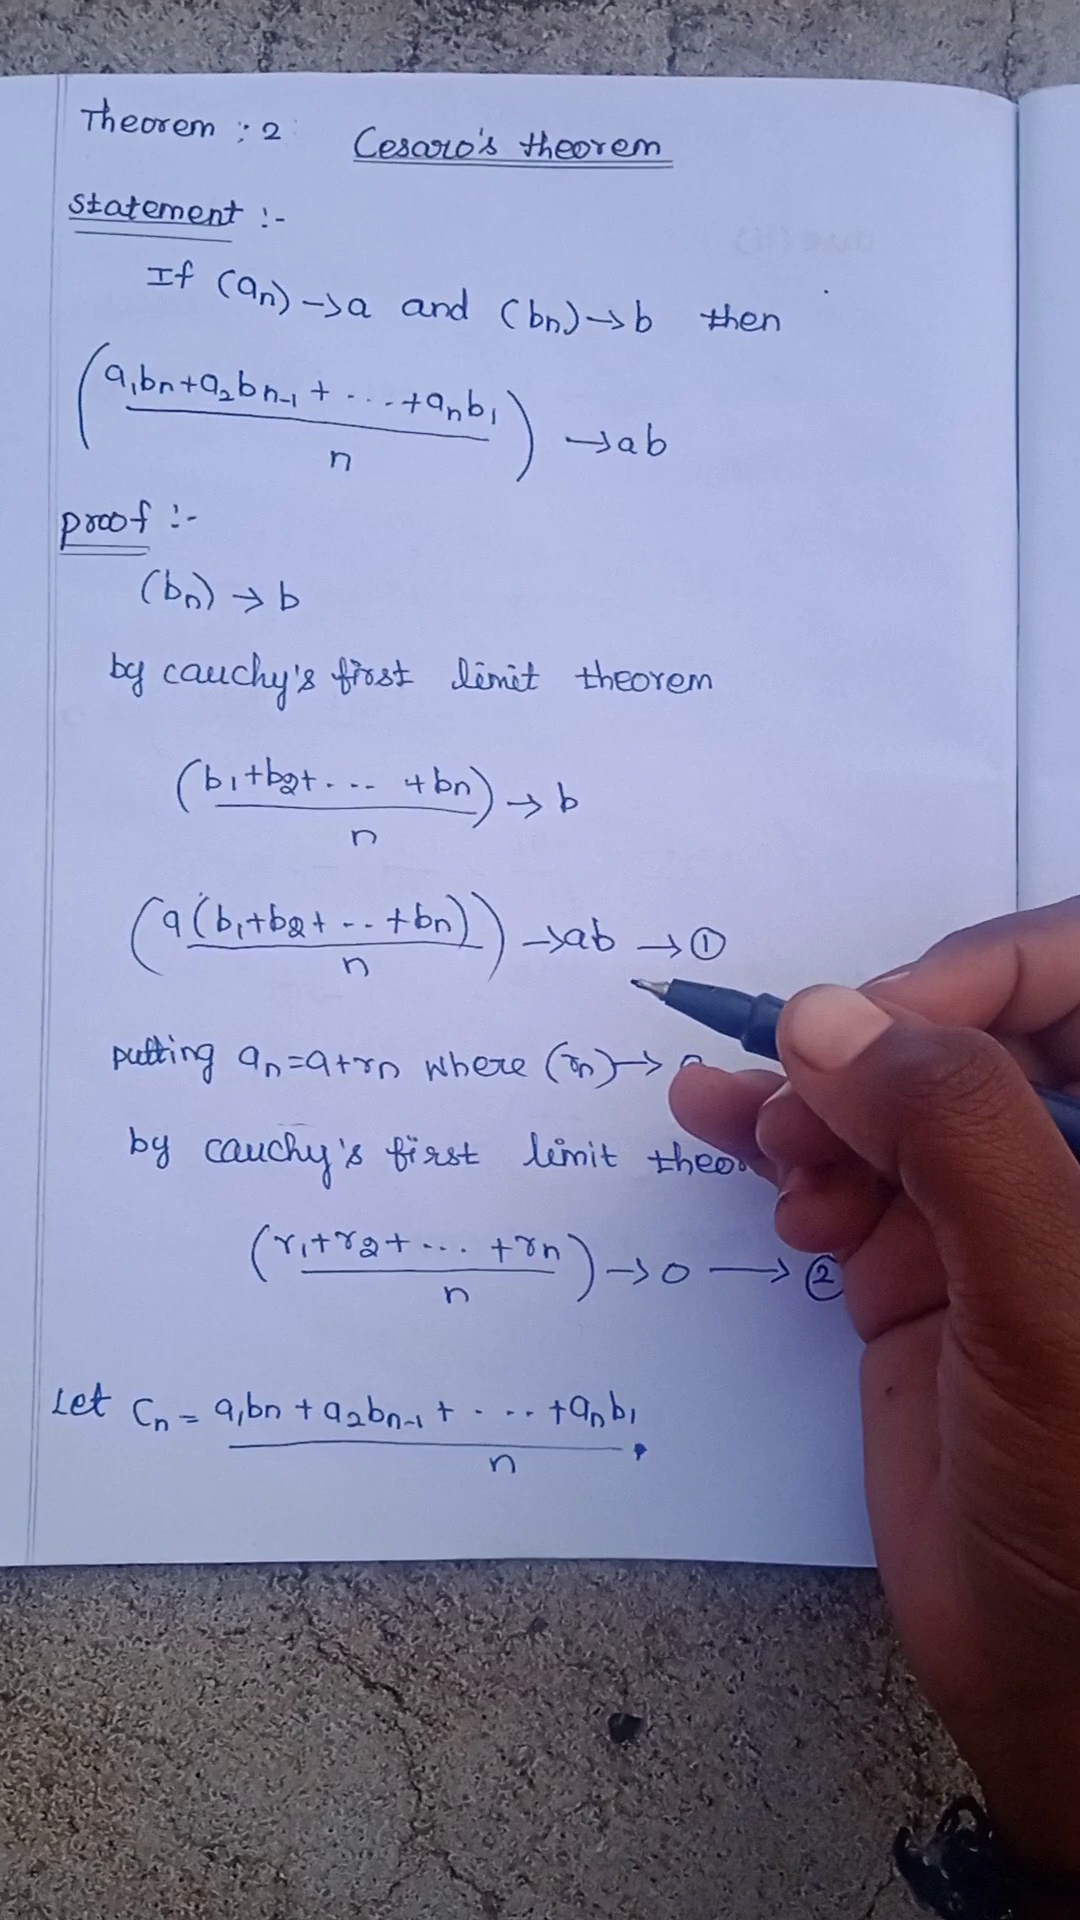 Theorem : 2
Cesaro's theorem
Statement :-
If (aₙ) → a and (bₙ) → b then
(a₁bₙ + a₂bₙ₋₁ + ... + aₙb₁ / n) → ab
proof :-
(bₙ) → b
by cauchy's first limit theorem
(b₁ + b₂ + .... + bₙ / n) → b
(a(b₁ + b₂ + .. + bₙ) / n) → ab → ①
putting aₙ = a + rₙ where (rₙ) →
by cauchy's first limit
(r₁ + r₂ + ... + rₙ / n) → 0 → ②
Let Cₙ = a₁bₙ + a₂bₙ₋₁ + .... + aₙb₁ / n